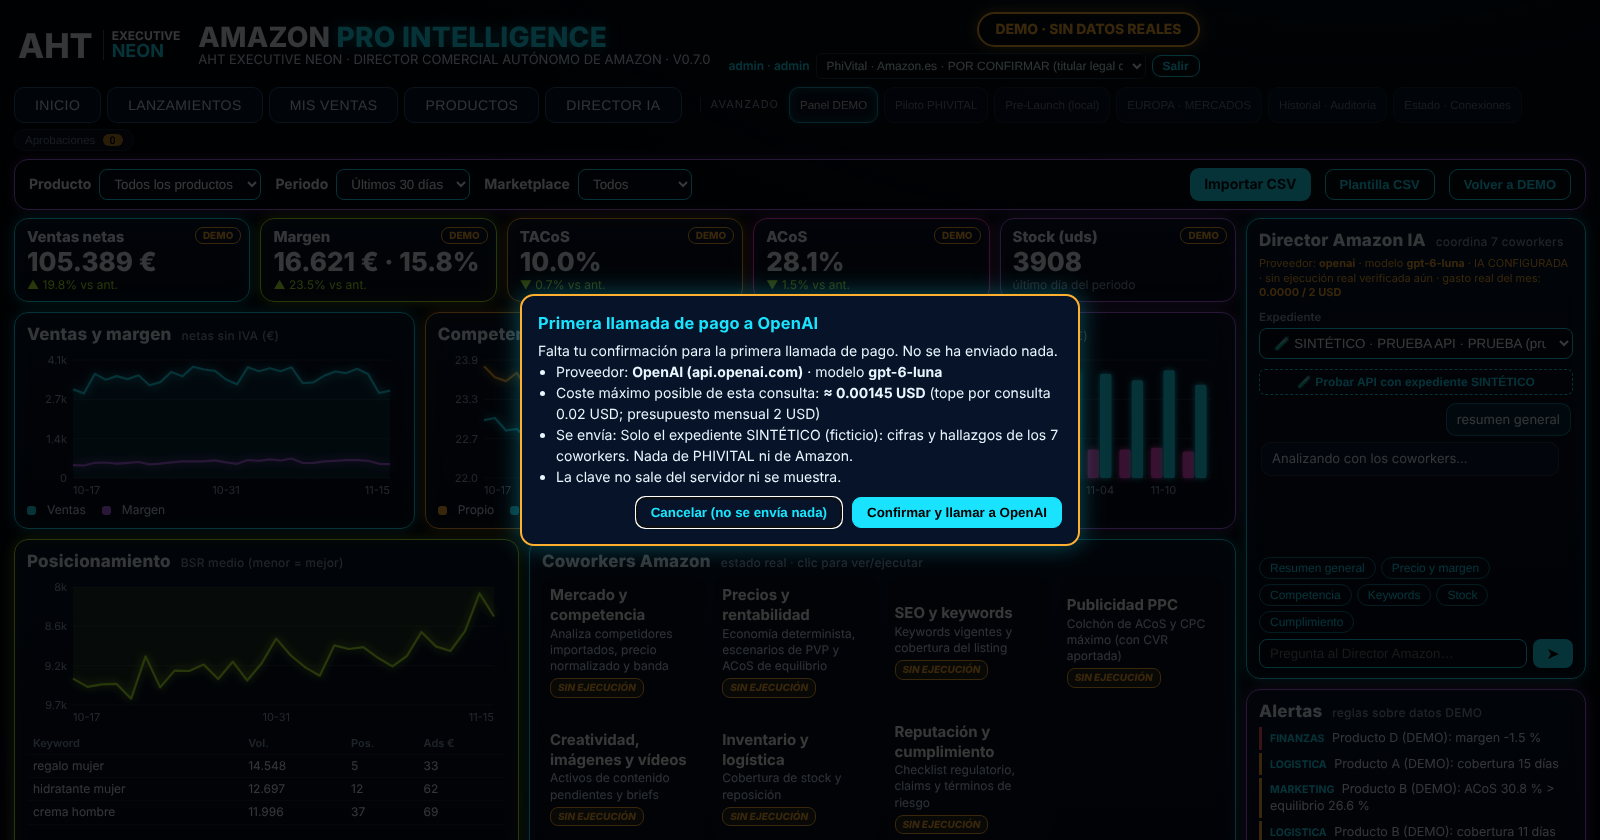 AHT
EXECUTIVE
NEON
AMAZON PRO INTELLIGENCE
AHT EXECUTIVE NEON · DIRECTOR COMERCIAL AUTÓNOMO DE AMAZON · V0.7.0
DEMO · SIN DATOS REALES
admin · admin
PhiVital · Amazon.es · POR CONFIRMAR (titular legal c
Salir
INICIO
LANZAMIENTOS
MIS VENTAS
PRODUCTOS
DIRECTOR IA
AVANZADO
Panel DEMO
Piloto PHIVITAL
Pre-Launch (local)
EUROPA · MERCADOS
Historial · Auditoría
Estado · Conexiones
Aprobaciones 0
Producto
Todos los productos
Periodo
Últimos 30 días
Marketplace
Todos
Importar CSV
Plantilla CSV
Volver a DEMO
Ventas netas
DEMO
105.389 €
▲ 19.8% vs ant.
Margen
DEMO
16.621 € · 15.8%
▲ 23.5% vs ant.
TACoS
DEMO
10.0%
▼ 0.7% vs ant.
ACoS
DEMO
28.1%
▼ 1.5% vs ant.
Stock (uds)
DEMO
3908
último día del periodo
Director Amazon IA coordina 7 coworkers
Proveedor: openai · modelo gpt-6-luna · IA CONFIGURADA
· sin ejecución real verificada aún · gasto real del mes:
0.0000 / 2 USD
Expediente
SINTÉTICO · PRUEBA API · PRUEBA (pru
Probar API con expediente SINTÉTICO
resumen general
Analizando con los coworkers...
Resumen general
Precio y margen
Competencia
Keywords
Stock
Cumplimiento
Pregunta al Director Amazon...
Ventas y margen netas sin IVA (€)
4.1k
2.7k
1.4k
0
10-17
10-31
11-15
Ventas
Margen
Competen
23.9
23.3
22.7
22.0
10-17
Propio
€)
11-04
11-10
Primera llamada de pago a OpenAI
Falta tu confirmación para la primera llamada de pago. No se ha enviado nada.
• Proveedor: OpenAI (api.openai.com) · modelo gpt-6-luna
• Coste máximo posible de esta consulta: ≈ 0.00145 USD (tope por consulta
0.02 USD; presupuesto mensual 2 USD)
• Se envía: Solo el expediente SINTÉTICO (ficticio): cifras y hallazgos de los 7
coworkers. Nada de PHIVITAL ni de Amazon.
• La clave no sale del servidor ni se muestra.
Cancelar (no se envía nada)
Confirmar y llamar a OpenAI
Posicionamiento BSR medio (menor = mejor)
8k
8.6k
9.2k
9.7k
10-17
10-31
11-15
Keyword Vol. Pos. Ads €
regalo mujer 14.548 5 33
hidratante mujer 12.697 12 62
crema hombre 11.996 37 69
Coworkers Amazon estado real · clic para ver/ejecutar
Mercado y
competencia
Analiza competidores
importados, precio
normalizado y banda
SIN EJECUCIÓN
Precios y
rentabilidad
Economía determinista,
escenarios de PVP y
ACoS de equilibrio
SIN EJECUCIÓN
SEO y keywords
Keywords vigentes y
cobertura del listing
SIN EJECUCIÓN
Publicidad PPC
Colchón de ACoS y CPC
máximo (con CVR
aportada)
SIN EJECUCIÓN
Creatividad,
imágenes y vídeos
Activos de contenido
pendientes y briefs
SIN EJECUCIÓN
Inventario y
logística
Cobertura de stock y
reposición
SIN EJECUCIÓN
Reputación y
cumplimiento
Checklist regulatorio,
claims y términos de
riesgo
SIN EJECUCIÓN
Alertas reglas sobre datos DEMO
FINANZAS Producto D (DEMO): margen -1.5 %
LOGISTICA Producto A (DEMO): cobertura 15 días
MARKETING Producto B (DEMO): ACoS 30.8 % >
equilibrio 26.6 %
LOGISTICA Producto B (DEMO): cobertura 11 días